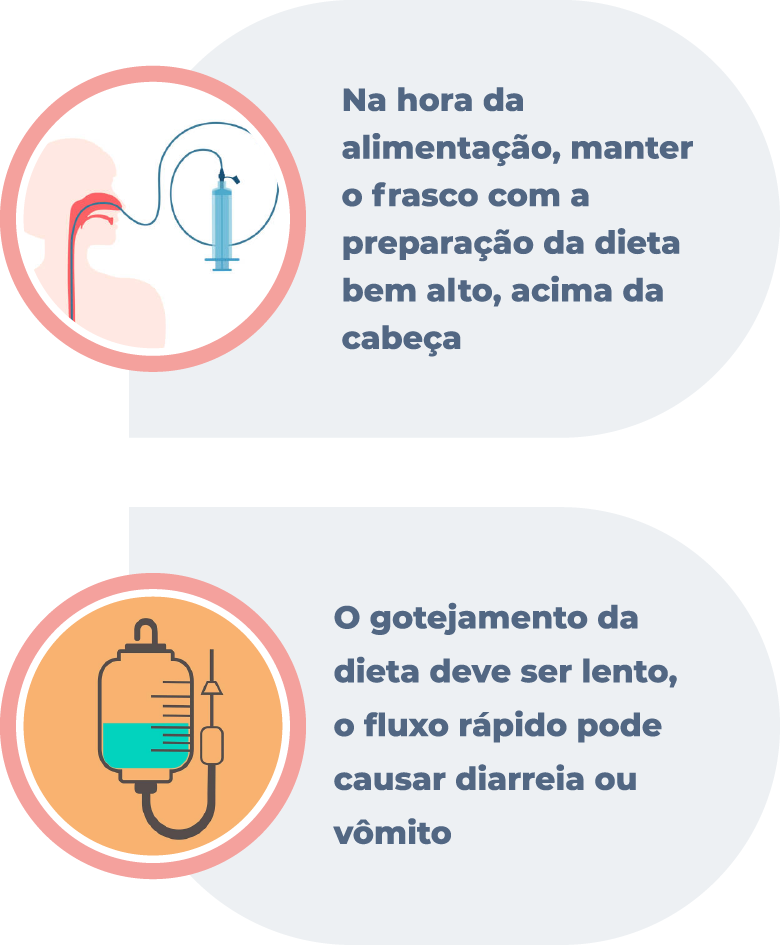 Na hora da
alimentação, manter
o frasco com a
preparação da dieta
bem alto, acima da
cabeça
O gotejamento da
dieta deve ser lento,
o fluxo rápido pode
causar diarreia ou
vômito